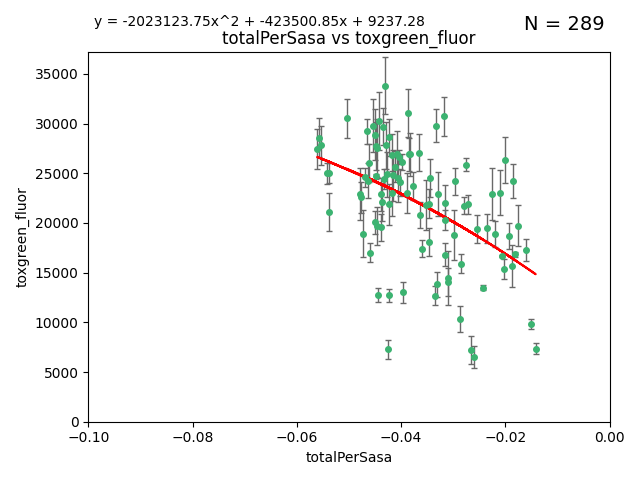 y = -2023123.75x^2 + -423500.85x + 9237.28
N = 289
totalPerSasa vs toxgreen_fluor
35000
30000
25000
20000
15000
10000
5000
0
toxgreen_fluor
−0.10
−0.08
−0.06
−0.04
−0.02
0.00
totalPerSasa